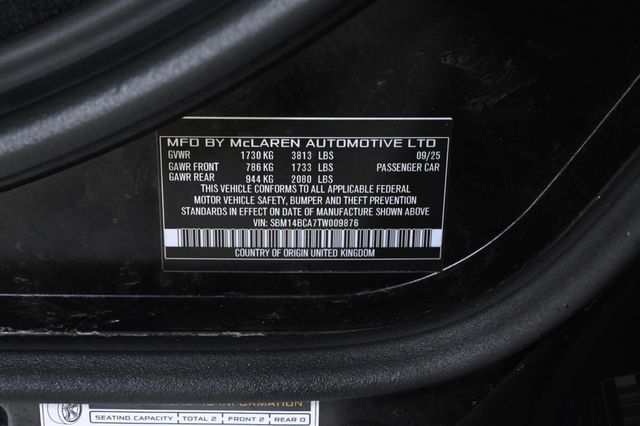 MFD BY McLAREN AUTOMOTIVE LTD
GVWR 1730 KG 3813 LBS 09/25
GAWR FRONT 786 KG 1733 LBS PASSENGER CAR
GAWR REAR 944 KG 2080 LBS
THIS VEHICLE CONFORMS TO ALL APPLICABLE FEDERAL
MOTOR VEHICLE SAFETY, BUMPER AND THEFT PREVENTION
STANDARDS IN EFFECT ON DATE OF MANUFACTURE SHOWN ABOVE
VIN: SBM14BCA7TW009876
COUNTRY OF ORIGIN UNITED KINGDOM
INFORMATION
SEATING CAPACITY TOTAL 2 FRONT 2 REAR 0